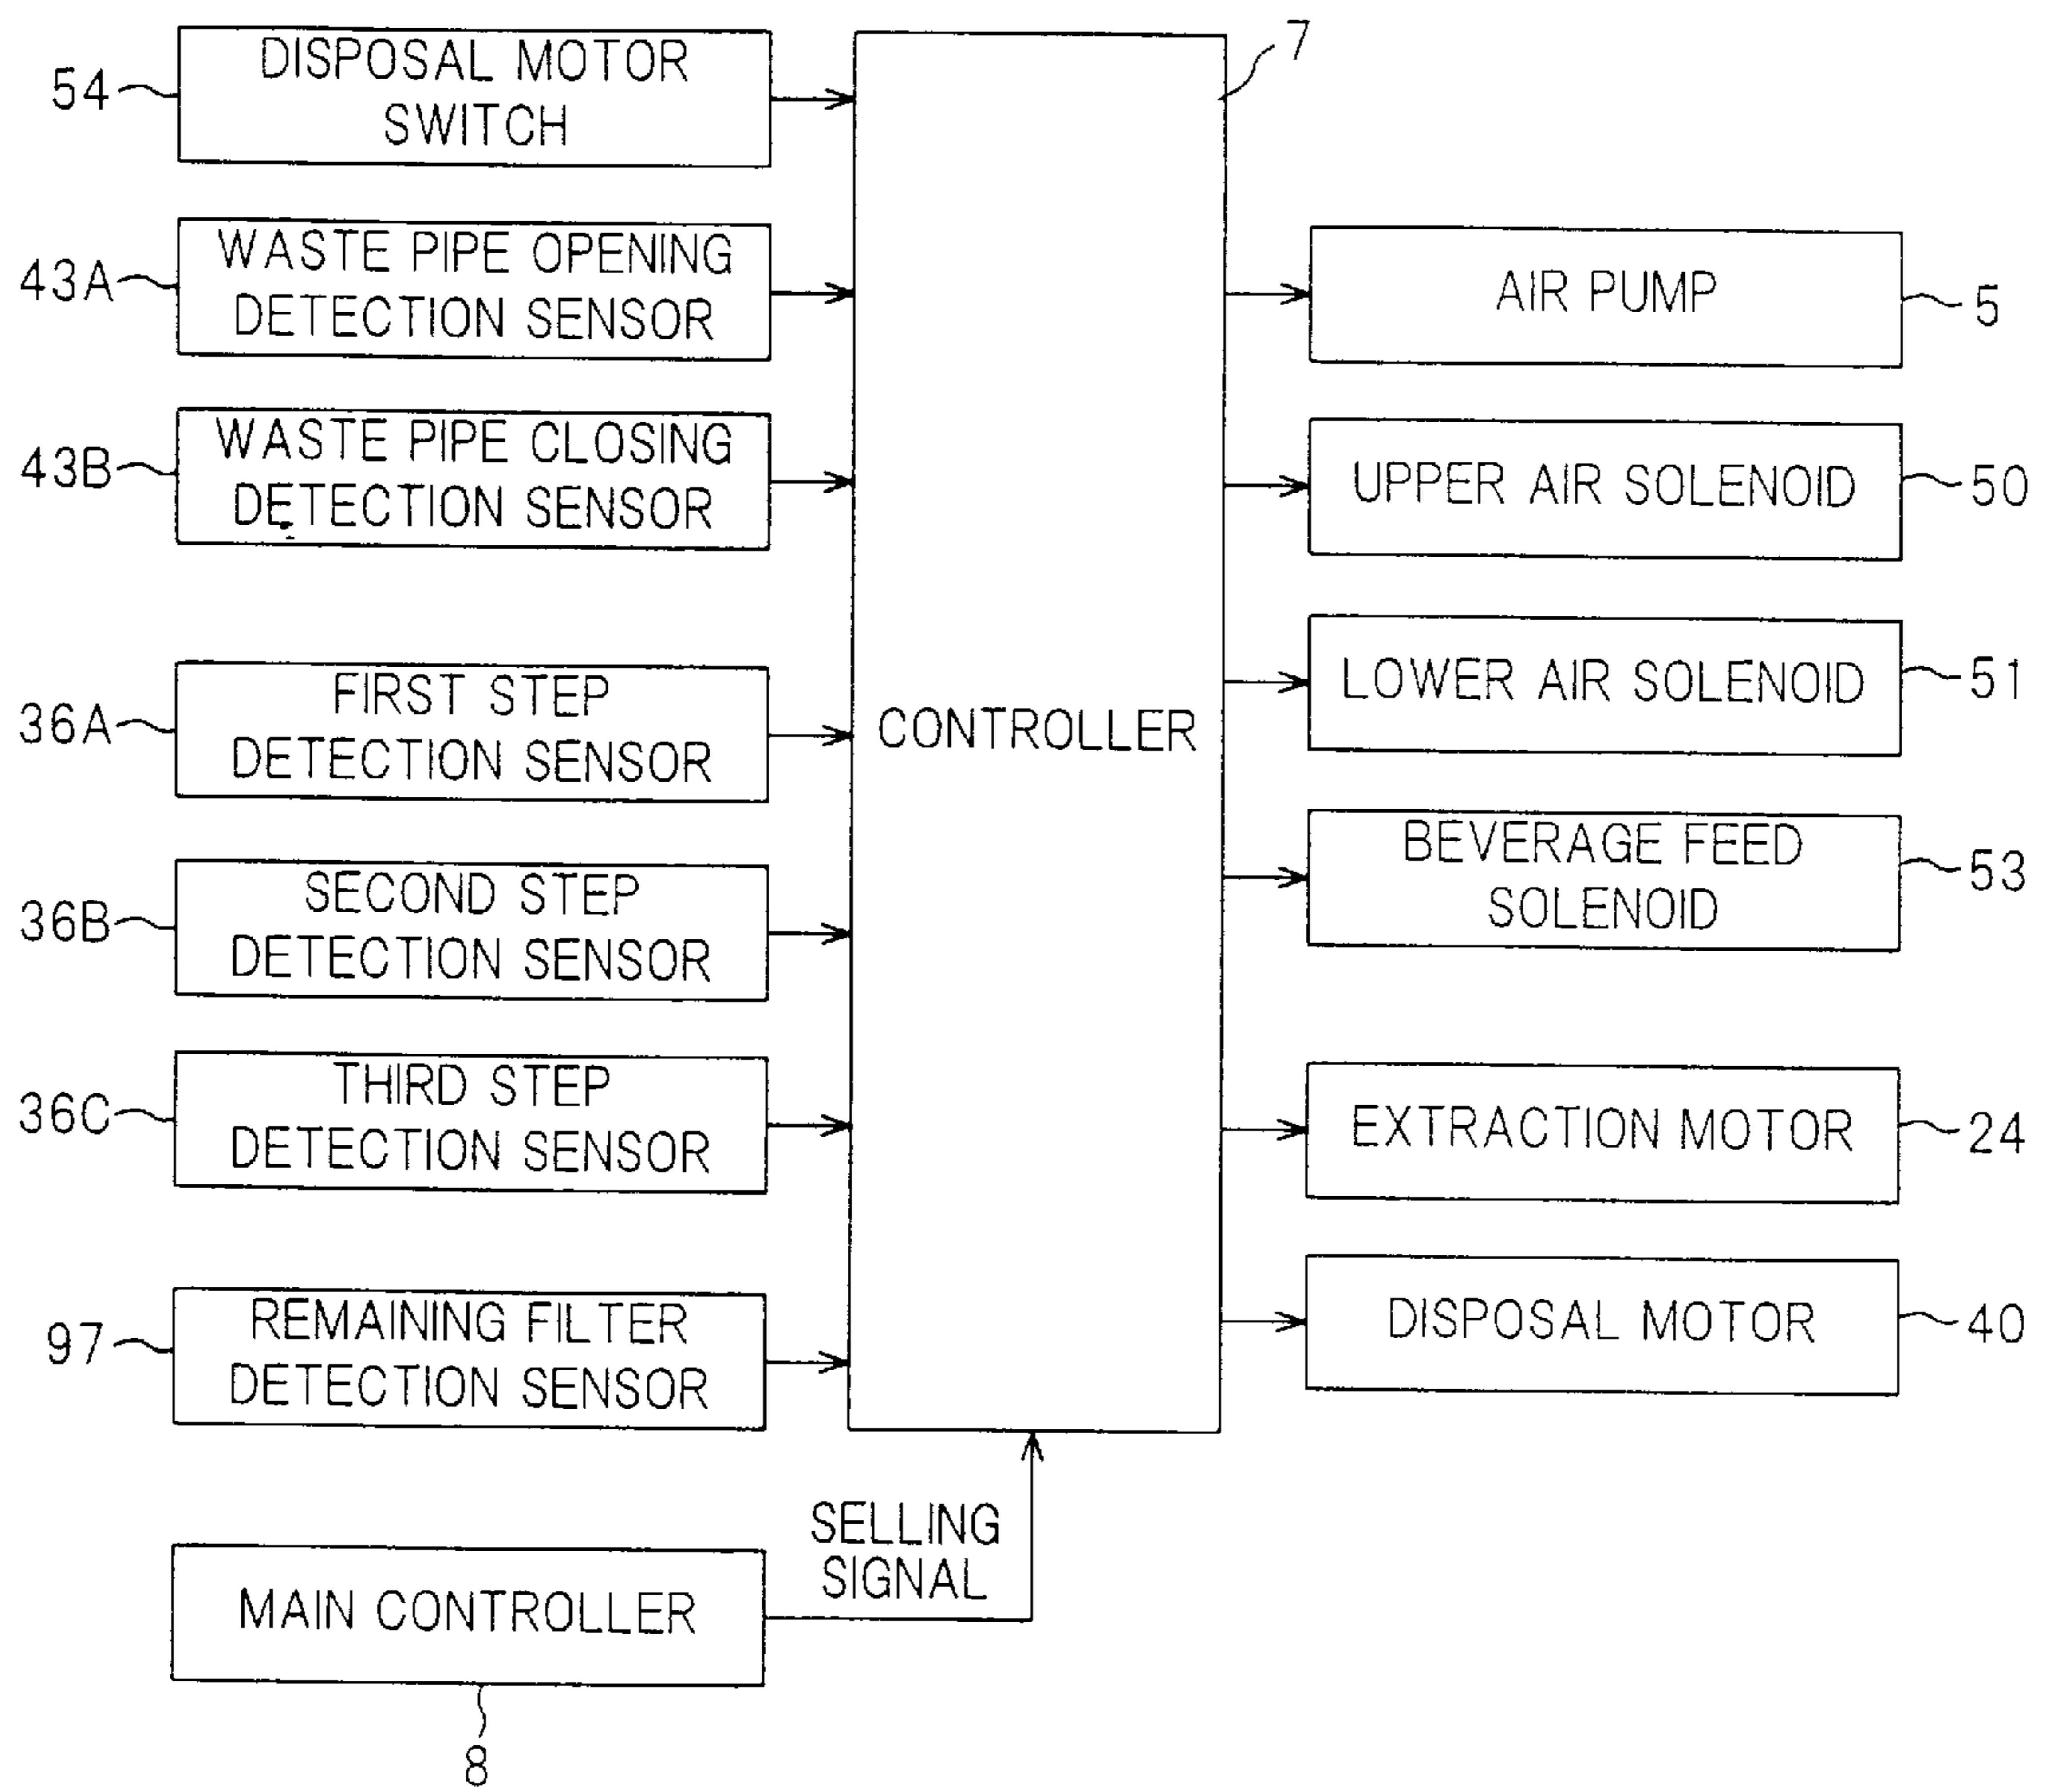 54
DISPOSAL MOTOR
SWITCH
43A
WASTE PIPE OPENING
DETECTION SENSOR
43B
WASTE PIPE CLOSING
DETECTION SENSOR
36A
FIRST STEP
DETECTION SENSOR
36B
SECOND STEP
DETECTION SENSOR
36C
THIRD STEP
DETECTION SENSOR
97
REMAINING FILTER
DETECTION SENSOR
MAIN CONTROLLER
8
SELLING
SIGNAL
7
CONTROLLER
AIR PUMP
5
UPPER AIR SOLENOID
50
LOWER AIR SOLENOID
51
BEVERAGE FEED
SOLENOID
53
EXTRACTION MOTOR
24
DISPOSAL MOTOR
40